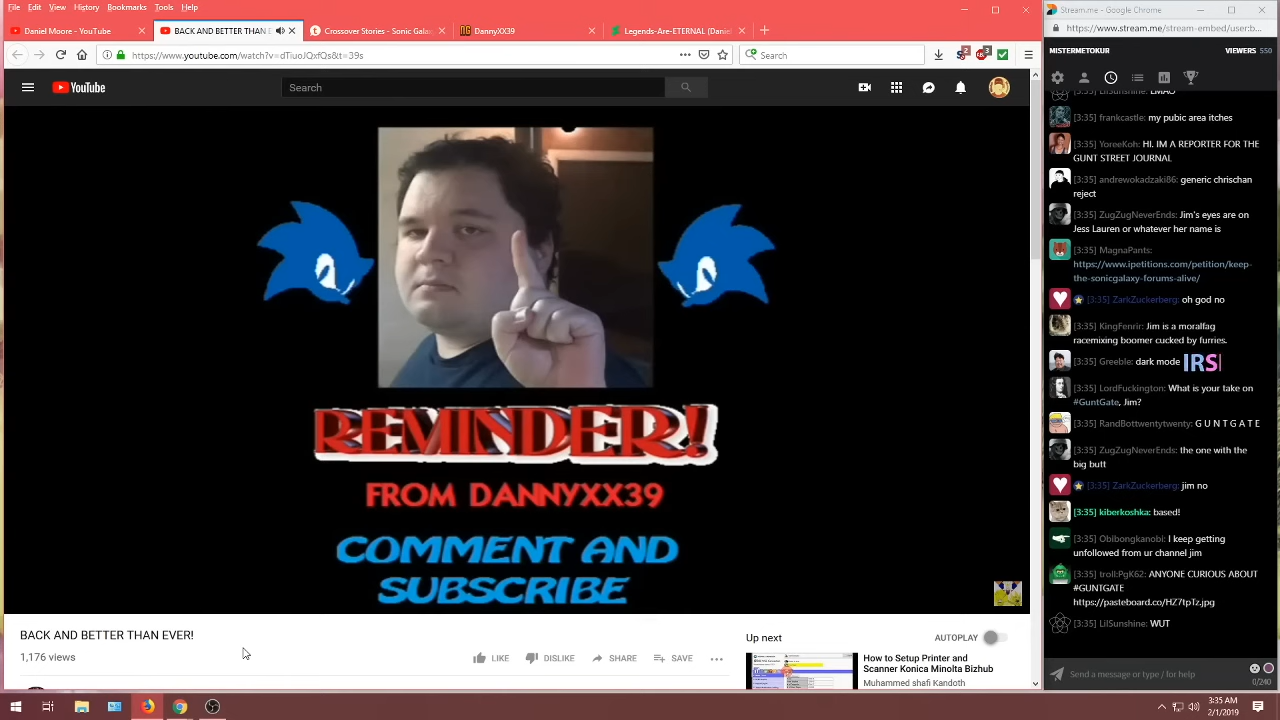 File Edit View History Bookmarks Tools Help
Daniel Moore - YouTube
BACK AND BETTER THAN E
Crossover Stories - Sonic Gala
DannyXX39
Legends-Are-ETERNAL (Daniel
https://www.youtube.com/watch?v=dTiuoJQxfQs&t=39s
Search
YouTube
Search
REMINDER!
FROM DANNYXX39
COMMENT AND
SUBSCRIBE
BACK AND BETTER THAN EVER!
1,176 views
LIKE DISLIKE SHARE SAVE
Up next
AUTOPLAY
How to Setup Printer and
Scanner Konica Minolta Bizhub
Muhammed shafi Kandoth
Stream.me - Google Chrome
https://www.stream.me/stream-embed/userb
MISTERMETOKUR
VIEWERS 550
[3:35] LilSunshine: LMAO
[3:35] frankcastle: my pubic area itches
[3:35] YoreeKoh: HI. IM A REPORTER FOR THE
GUNT STREET JOURNAL
[3:35] andrewokadzaki86: generic chrischan
reject
[3:35] ZugZugNeverEnds: Jim's eyes are on
Jess Lauren or whatever her name is
[3:35] MagnaPants:
https://www.ipetitions.com/petition/keep-
the-sonicgalaxy-forums-alive/
[3:35] ZarkZuckerberg: oh god no
[3:35] KingFenrir: Jim is a moralfag
racemixing boomer cucked by furries.
[3:35] Greeble: dark mode IRS
[3:35] LordFuckington: What is your take on
#GuntGate, Jim?
[3:35] RandBottwentytwenty: G U N T G A T E
[3:35] ZugZugNeverEnds: the one with the
big butt
[3:35] ZarkZuckerberg: jim no
[3:35] kiberkoshka: based!
[3:35] Obibongkanobi: I keep getting
unfollowed from ur channel jim
[3:35] troll:PgK62: ANYONE CURIOUS ABOUT
#GUNTGATE
https://pasteboard.co/HZ7tpTz.jpg
[3:35] LilSunshine: WUT
Send a message or type / for help
0/240
3:35 AM
2/11/2019